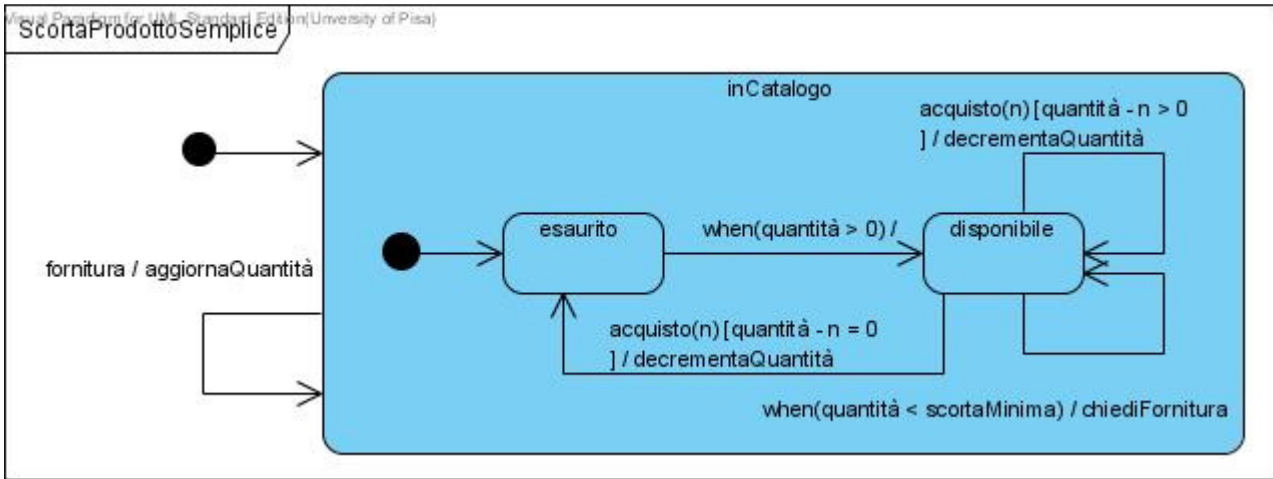 Visual Paradigm for UML Standard Edition(Unversity of Pisa)
ScortaProdottoSemplice
inCatalogo
acquisto(n) [quantità - n > 0
] / decrementaQuantità
esaurito
when(quantità > 0) /
disponibile
fornitura / aggiornaQuantità
acquisto(n) [quantità - n = 0
] / decrementaQuantità
when(quantità < scortaMinima) / chiediFornitura